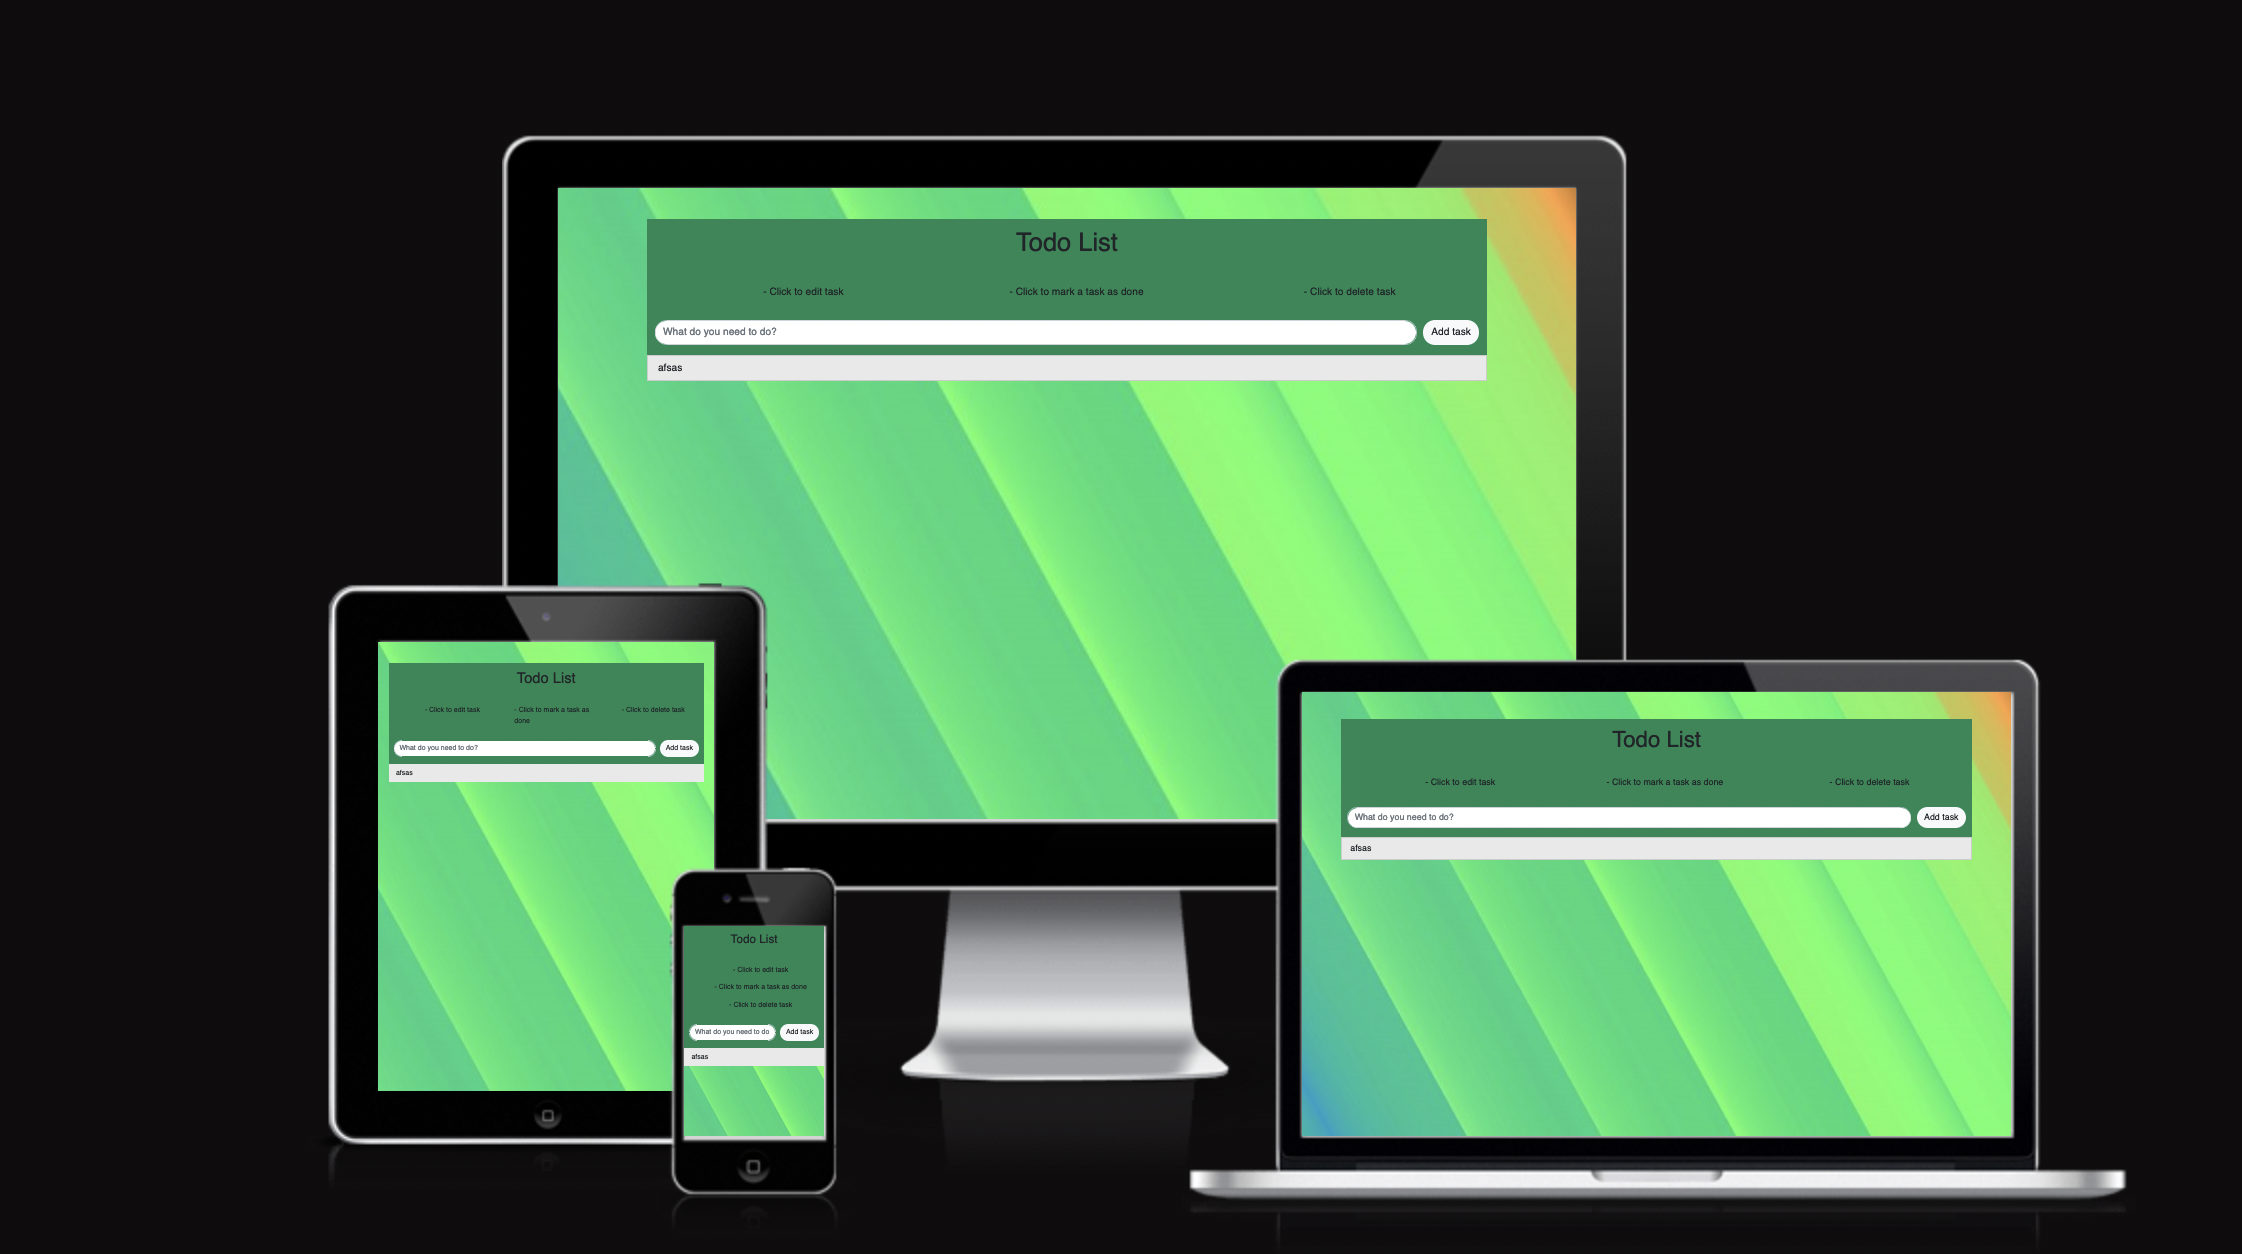 Todo List
- Click to edit task
- Click to mark a task as done
- Click to delete task
What do you need to do?
Add task
afsas
Todo List
- Click to edit task
- Click to mark a task as
done
- Click to delete task
What do you need to do?
Add task
afsas
Todo List
- Click to edit task
- Click to mark a task as done
- Click to delete task
What do you need to do
Add task
afsas
Todo List
- Click to edit task
- Click to mark a task as done
- Click to delete task
What do you need to do?
Add task
afsas